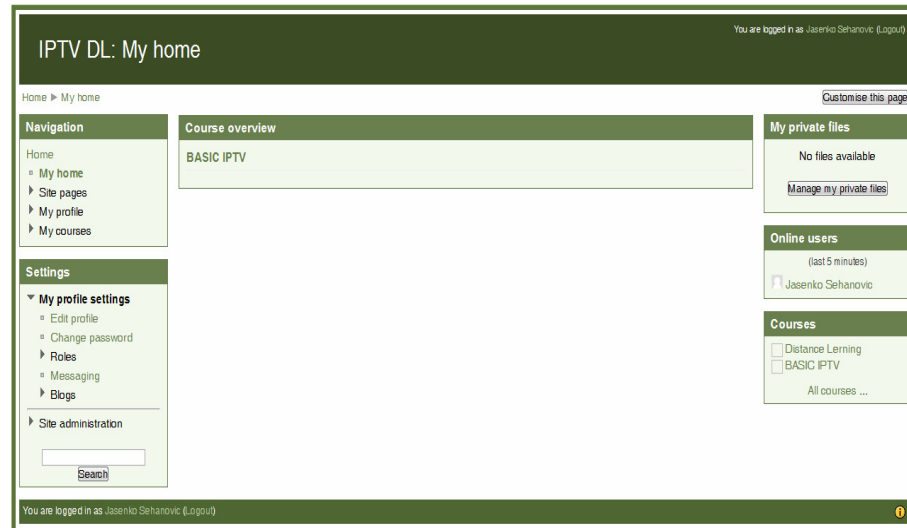 You are logged in as Jasenko Sehanovic (Logout)
IPTV DL: My home
Home ► My home
Customise this page
Navigation
Home
My home
Site pages
My profile
My courses
Settings
My profile settings
Edit profile
Change password
Roles
Messaging
Blogs
Site administration
Search
Course overview
BASIC IPTV
My private files
No files available
Manage my private files
Online users
(last 5 minutes)
Jasenko Sehanovic
Courses
Distance Lerning
BASIC IPTV
All courses ...
You are logged in as Jasenko Sehanovic (Logout)